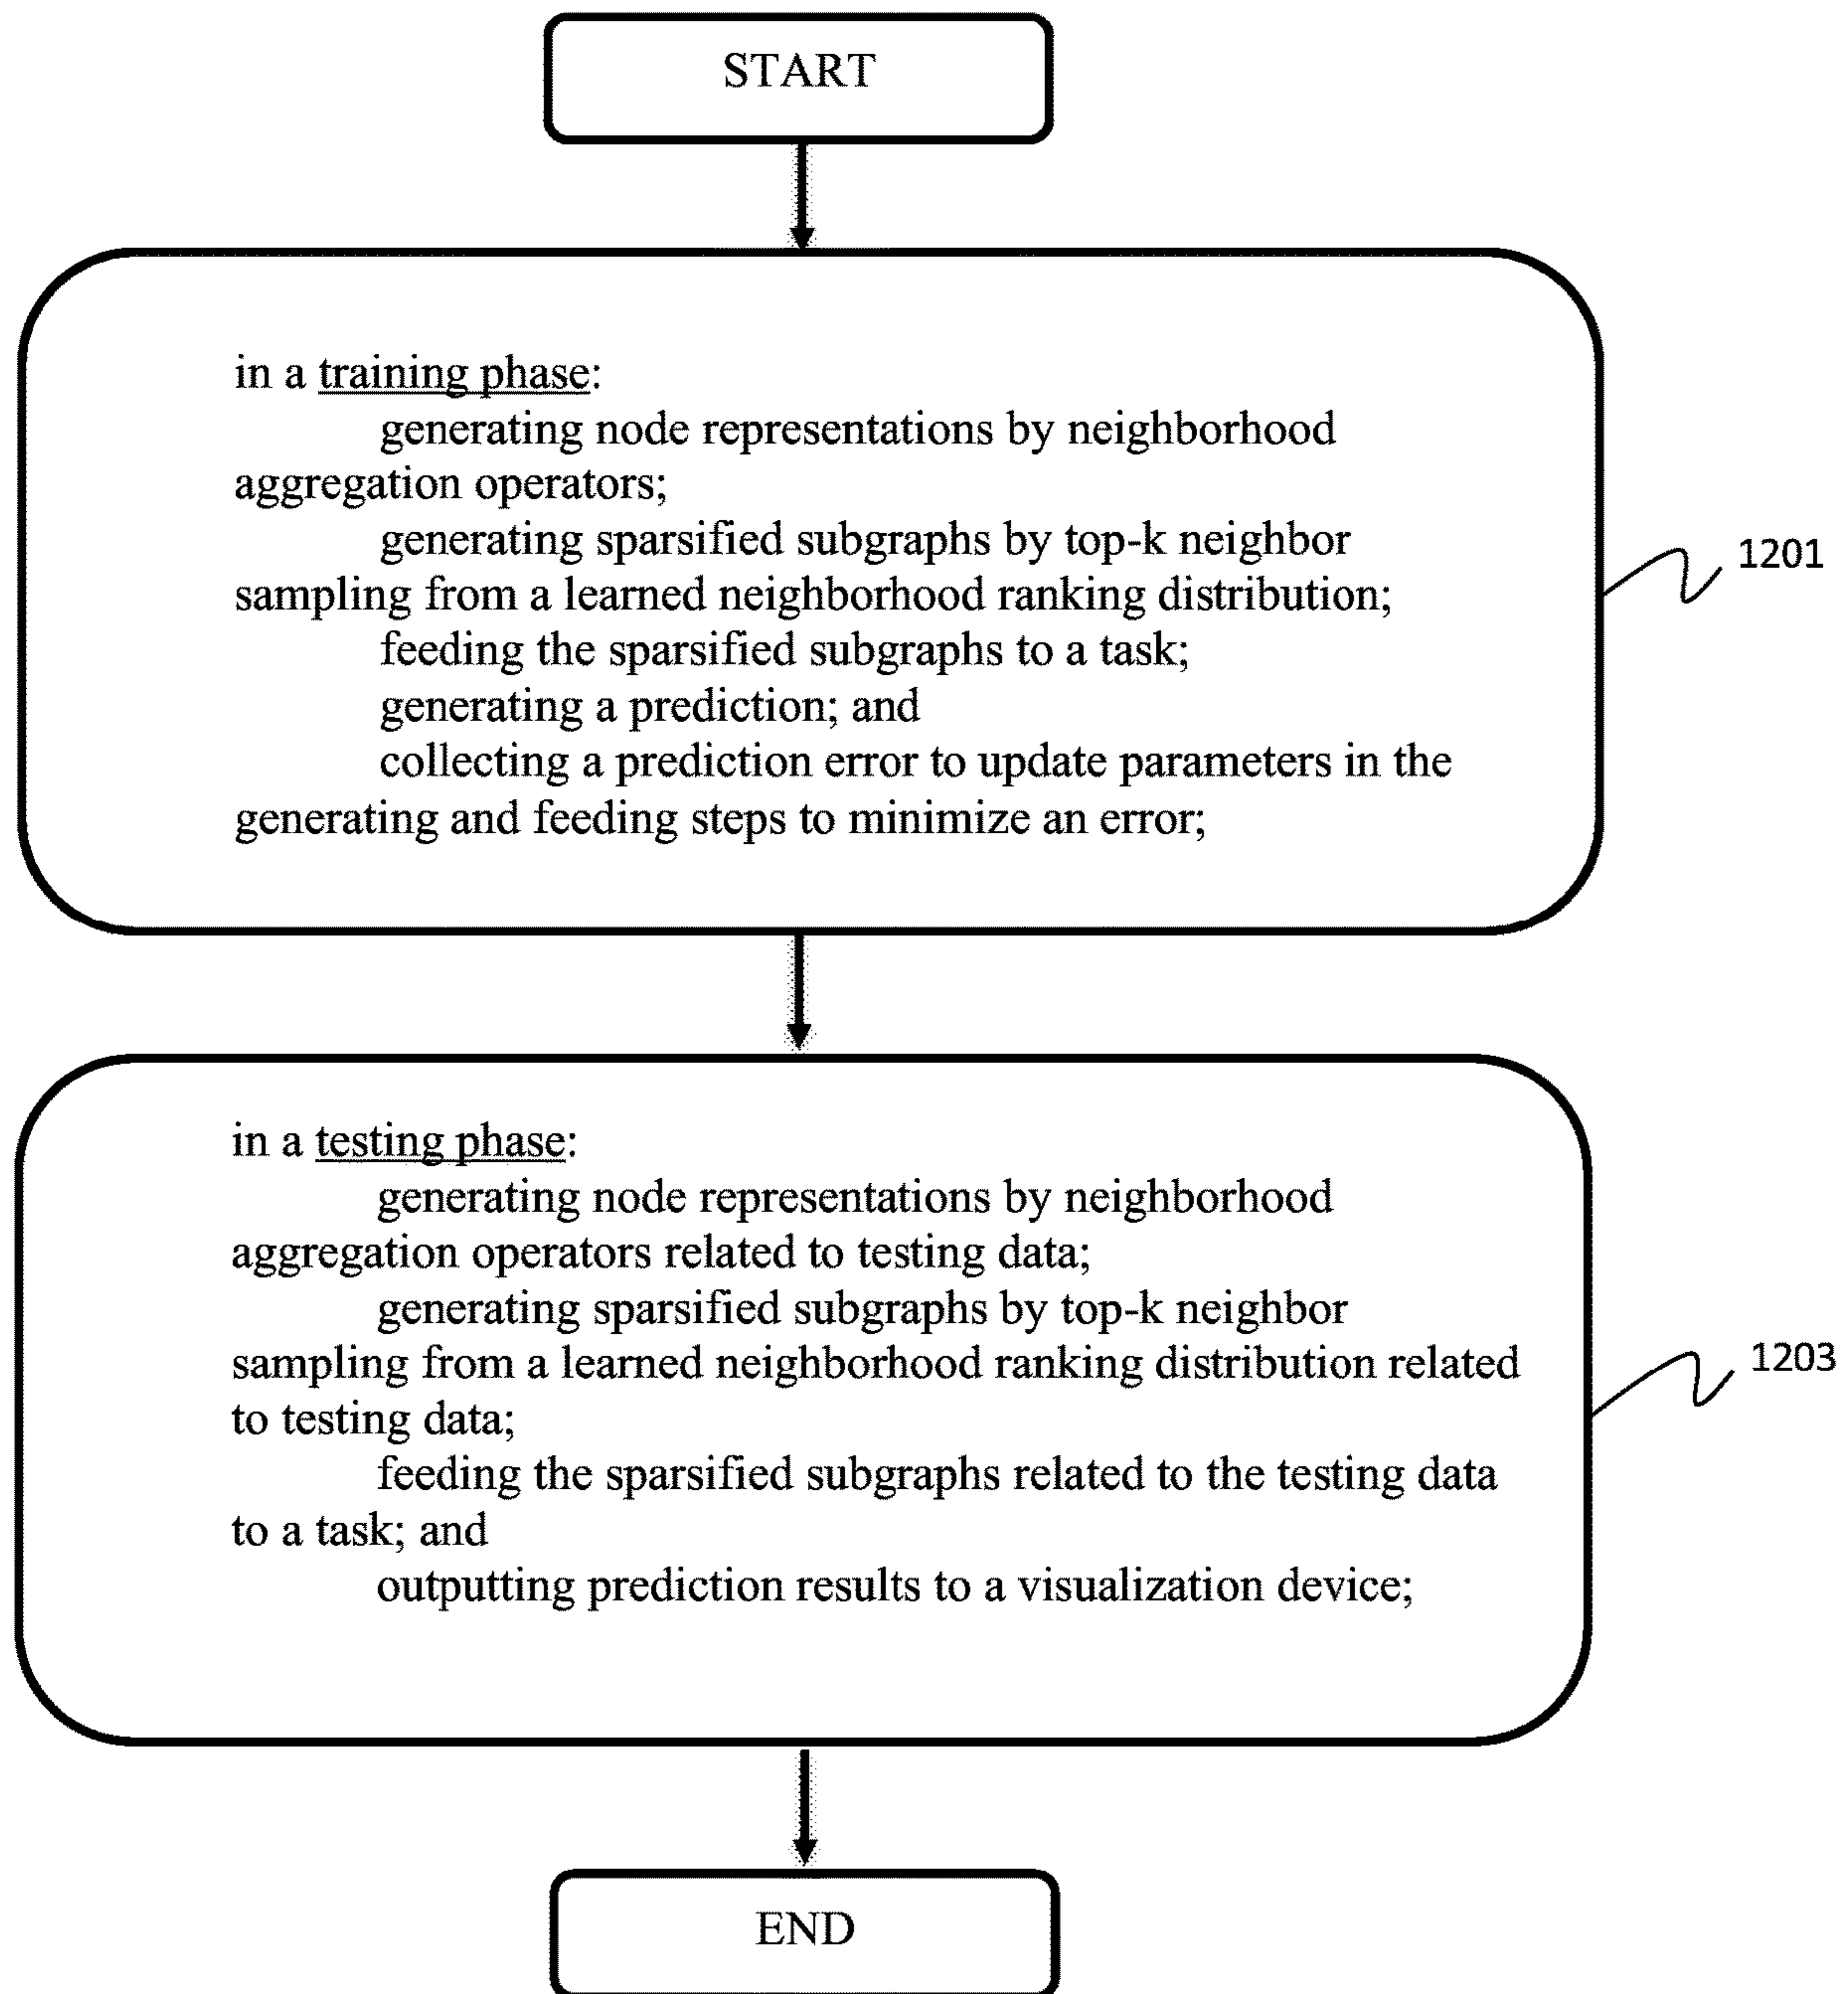 START
in a training phase:
generating node representations by neighborhood
aggregation operators;
generating sparsified subgraphs by top-k neighbor
sampling from a learned neighborhood ranking distribution;
feeding the sparsified subgraphs to a task;
generating a prediction; and
collecting a prediction error to update parameters in the
generating and feeding steps to minimize an error;
1201
in a testing phase:
generating node representations by neighborhood
aggregation operators related to testing data;
generating sparsified subgraphs by top-k neighbor
sampling from a learned neighborhood ranking distribution related
to testing data;
feeding the sparsified subgraphs related to the testing data
to a task; and
outputting prediction results to a visualization device;
1203
END